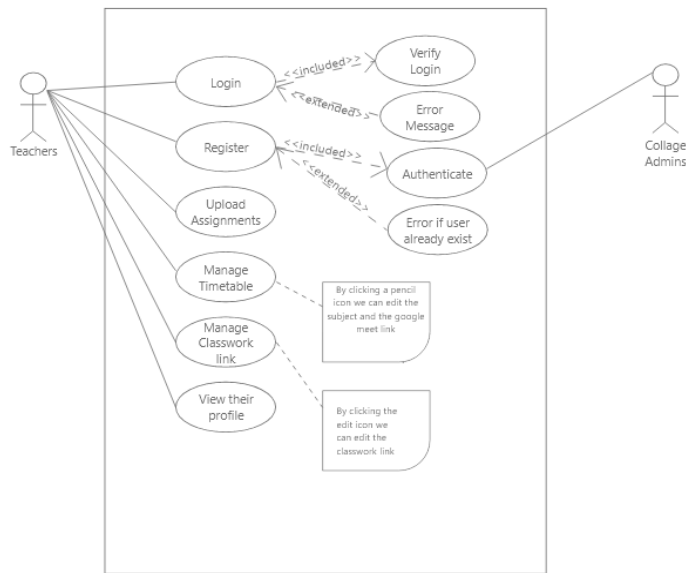 Verify
Login
<<included>>
Login
<<extended>>
Error
Message
Teachers
Register
<<included>>
Authenticate
Collage
Admins
<<extended>>
Upload
Assignments
Error if user
already exist
Manage
Timetable
By clicking a pencil
icon we can edit the
subject and the google
meet link
Manage
Classwork
link
View their
profile
By clicking the
edit icon we
can edit the
classwork link